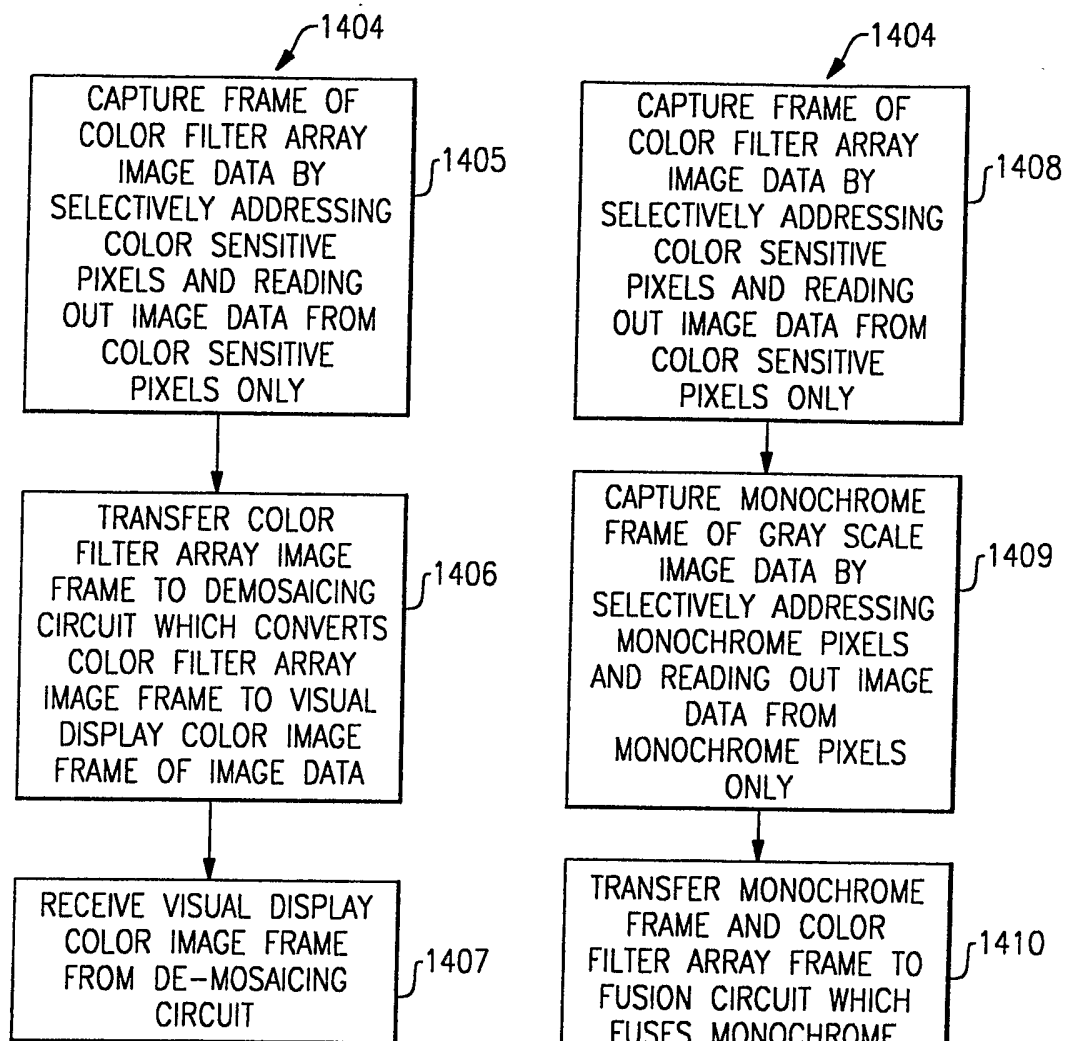 1404
CAPTURE FRAME OF
COLOR FILTER ARRAY
IMAGE DATA BY
SELECTIVELY ADDRESSING
COLOR SENSITIVE
PIXELS AND READING
OUT IMAGE DATA FROM
COLOR SENSITIVE
PIXELS ONLY
1405
TRANSFER COLOR
FILTER ARRAY IMAGE
FRAME TO DEMOSAICING
CIRCUIT WHICH CONVERTS
COLOR FILTER ARRAY
IMAGE FRAME TO VISUAL
DISPLAY COLOR IMAGE
FRAME OF IMAGE DATA
1406
RECEIVE VISUAL DISPLAY
COLOR IMAGE FRAME
FROM DE-MOSAICING
CIRCUIT
1407
1404
CAPTURE FRAME OF
COLOR FILTER ARRAY
IMAGE DATA BY
SELECTIVELY ADDRESSING
COLOR SENSITIVE
PIXELS AND READING
OUT IMAGE DATA FROM
COLOR SENSITIVE
PIXELS ONLY
1408
CAPTURE MONOCHROME
FRAME OF GRAY SCALE
IMAGE DATA BY
SELECTIVELY ADDRESSING
MONOCHROME PIXELS
AND READING OUT IMAGE
DATA FROM
MONOCHROME PIXELS
ONLY
1409
TRANSFER MONOCHROME
FRAME AND COLOR
FILTER ARRAY FRAME TO
FUSION CIRCUIT WHICH
FUSES MONOCHROME
1410